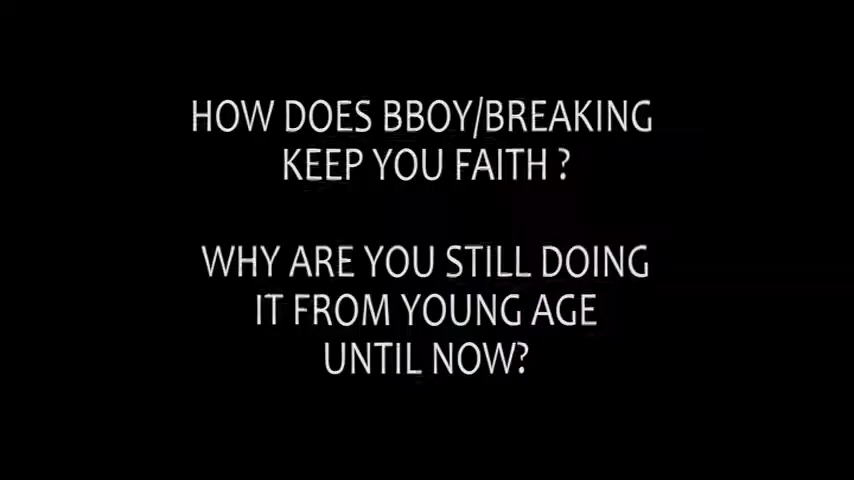 HOW DOES BBOY/BREAKING
KEEP YOU FAITH ?
WHY ARE YOU STILL DOING
IT FROM YOUNG AGE
UNTIL NOW?